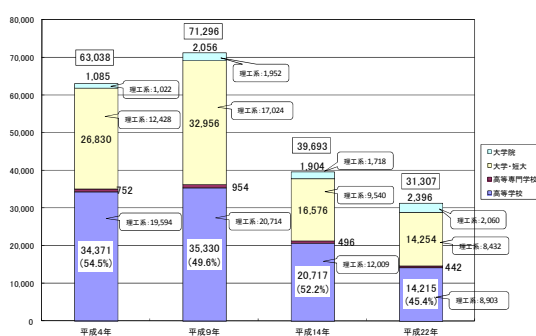 80,000
70,000
60,000
50,000
40,000
30,000
20,000
10,000
0
63,038
1,085
理工系:1,022
26,830
理工系:12,428
752
理工系:19,594
34,371
(54.5%)
平成4年
71,296
2,056
理工系:1,952
32,956
理工系:17,024
954
理工系:20,714
35,330
(49.6%)
平成9年
39,693
1,904
理工系:1,718
16,576
理工系:9,540
496
理工系:12,009
20,717
(52.2%)
平成14年
31,307
2,396
理工系:2,060
14,254
理工系:8,432
442
14,215
(45.4%)
理工系:8,903
平成22年
大学院
大学・短大
高等専門学校
高等学校